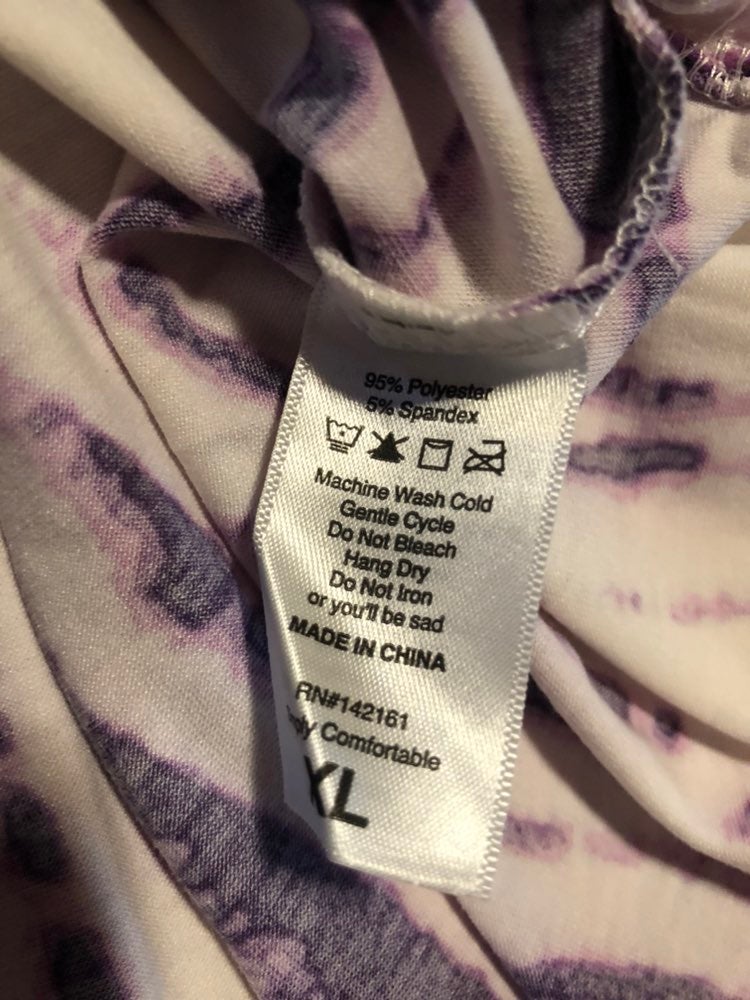 95% Polyester
5% Spandex
Machine Wash Cold
Gentle Cycle
Do Not Bleach
Hang Dry
Do Not Iron
or you'll be sad
MADE IN CHINA
RN#142161
Comfortable
XL